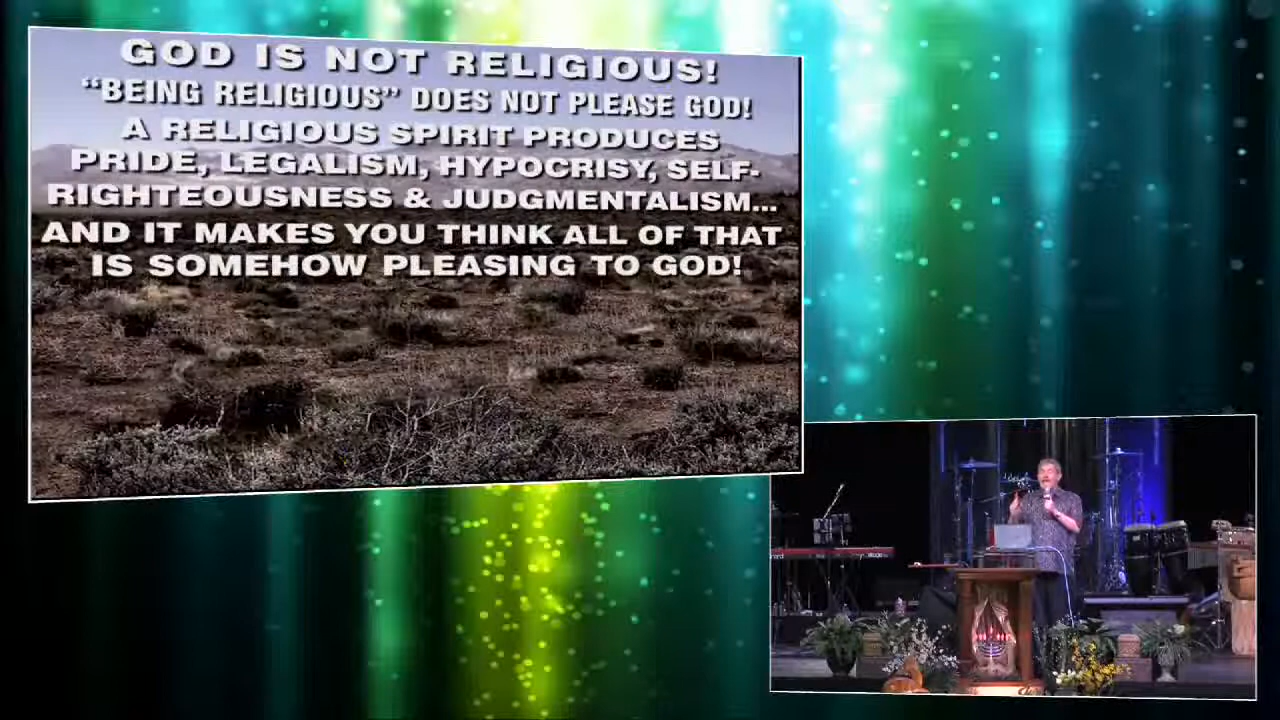 GOD IS NOT RELIGIOUS!
“BEING RELIGIOUS” DOES NOT PLEASE GOD!
A RELIGIOUS SPIRIT PRODUCES
PRIDE, LEGALISM, HYPOCRISY, SELF-
RIGHTEOUSNESS & JUDGMENTALISM...
AND IT MAKES YOU THINK ALL OF THAT
IS SOMEHOW PLEASING TO GOD!